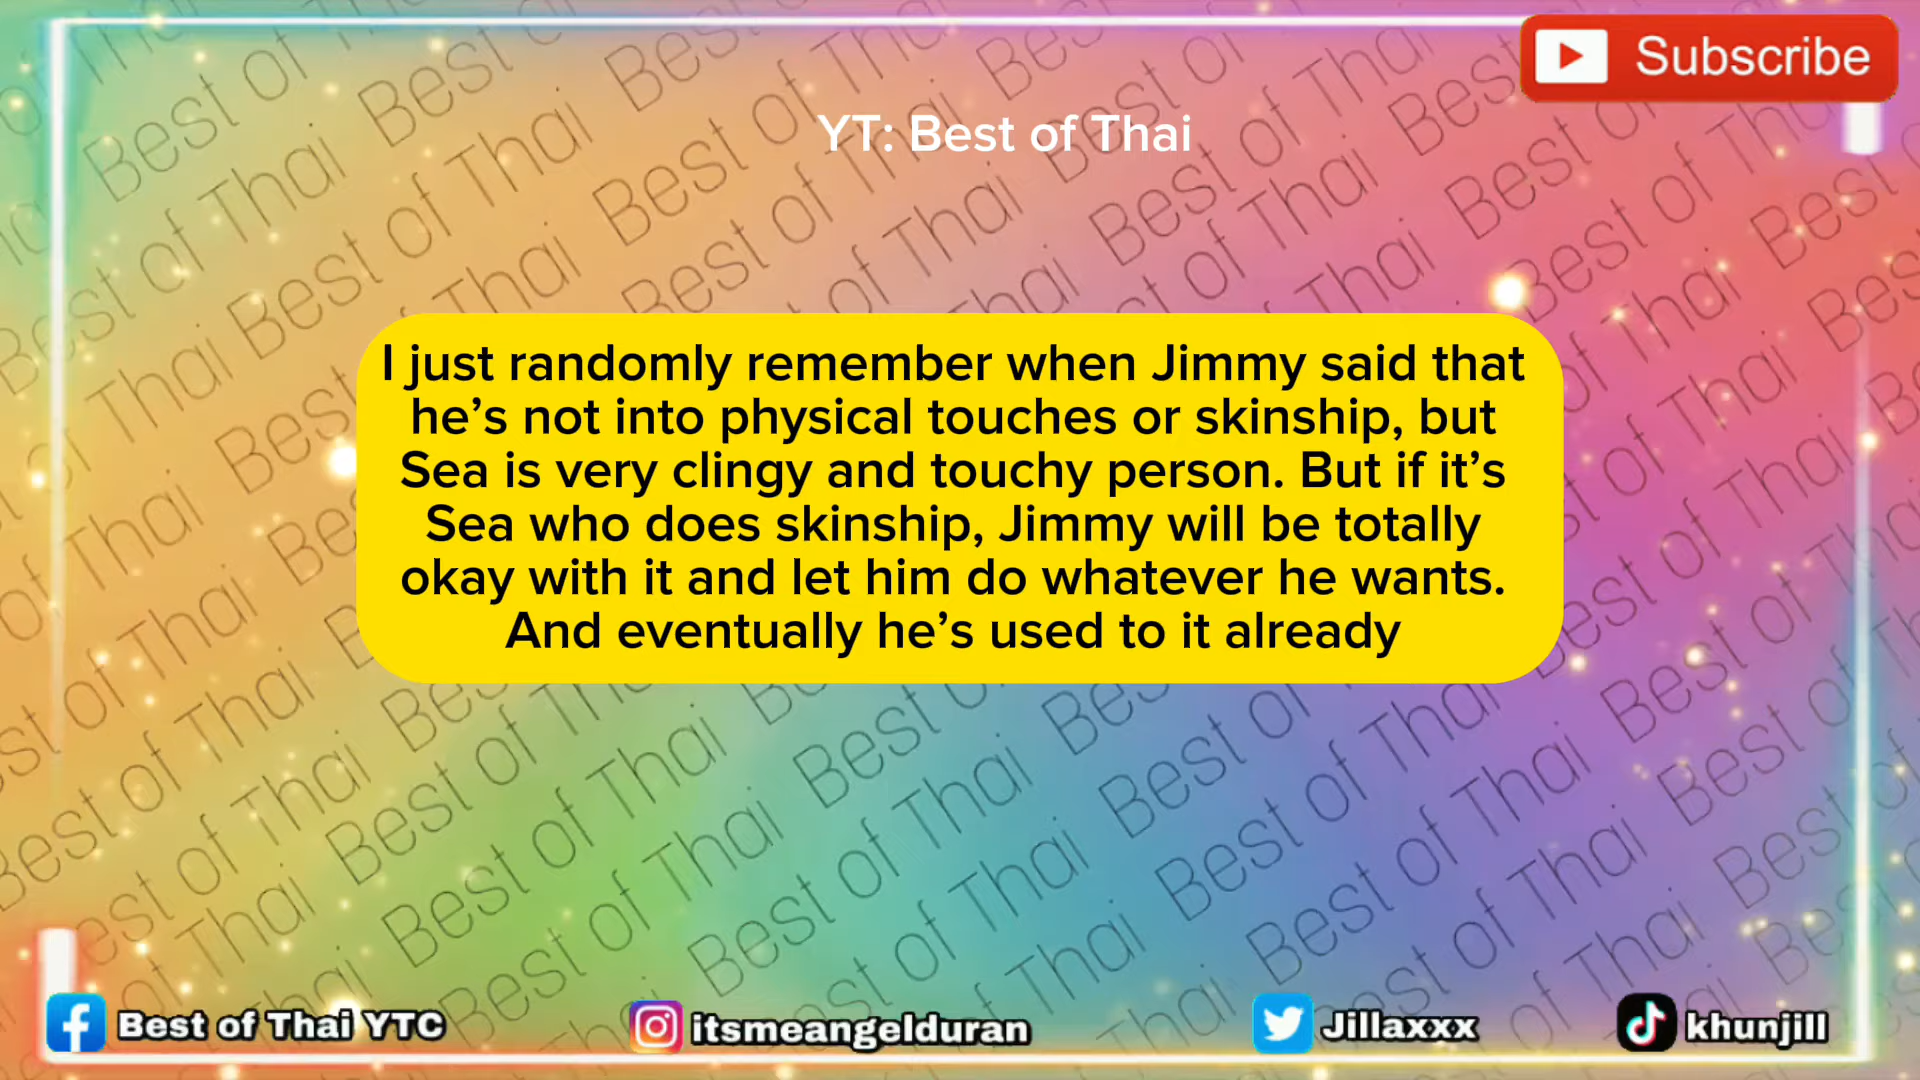 Subscribe
YT: Best of Thai
I just randomly remember when Jimmy said that
he's not into physical touches or skinship, but
Sea is very clingy and touchy person. But if it's
Sea who does skinship, Jimmy will be totally
okay with it and let him do whatever he wants.
And eventually he's used to it already
Best of Thai YTC
itsmeangelduran
Jillaxxx
khunjill